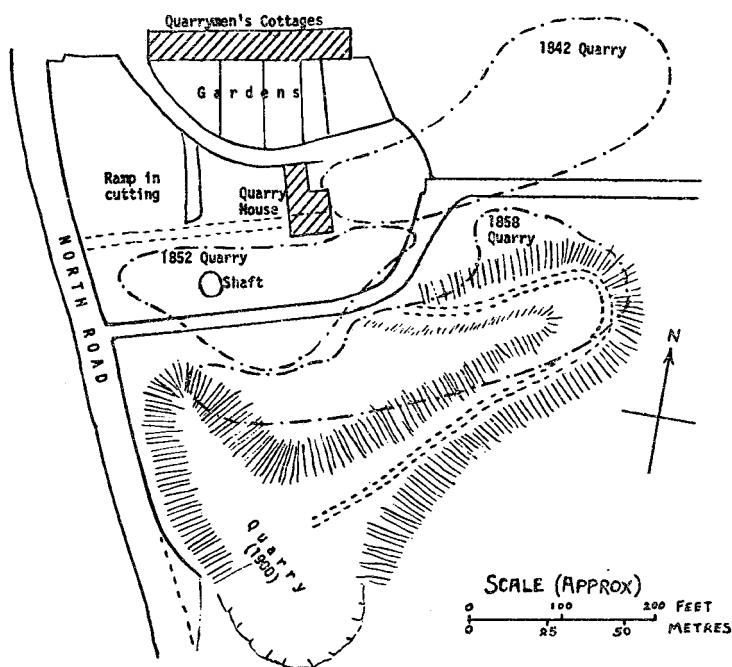 Quarrymen's Cottages
1842 Quarry
Gardens
Ramp in
cutting
Quarry
House
1852 Quarry
1858
Quarry
Shaft
NORTH ROAD
N
Quarry
(1900)
SCALE (APPROX)
0 100 200 FEET
0 25 50 METRES